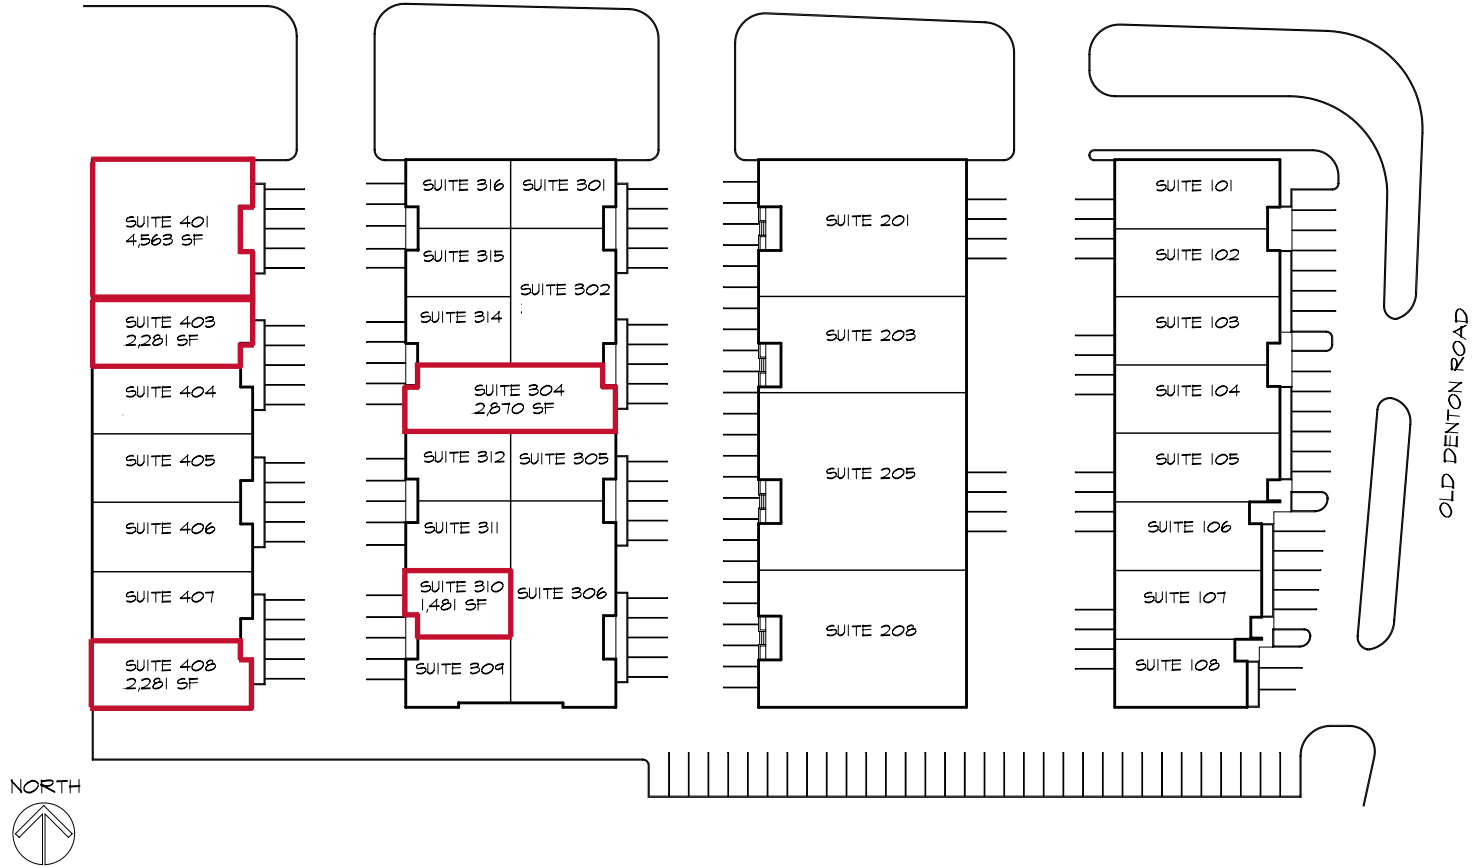 SUITE 401
4,563 SF
SUITE 403
2,281 SF
SUITE 404
SUITE 405
SUITE 406
SUITE 407
SUITE 408
2,281 SF
SUITE 316
SUITE 301
SUITE 315
SUITE 302
SUITE 314
SUITE 304
2,870 SF
SUITE 312
SUITE 305
SUITE 311
SUITE 310
1,481 SF
SUITE 306
SUITE 309
SUITE 201
SUITE 203
SUITE 205
SUITE 208
SUITE 101
SUITE 102
SUITE 103
SUITE 104
SUITE 105
SUITE 106
SUITE 107
SUITE 108
OLD DENTON ROAD
NORTH